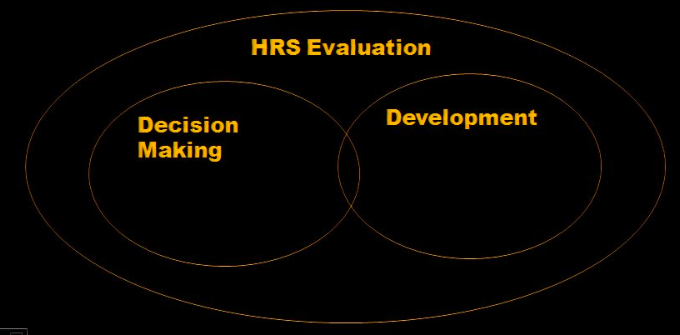 HRS Evaluation
Decision
Making
Development